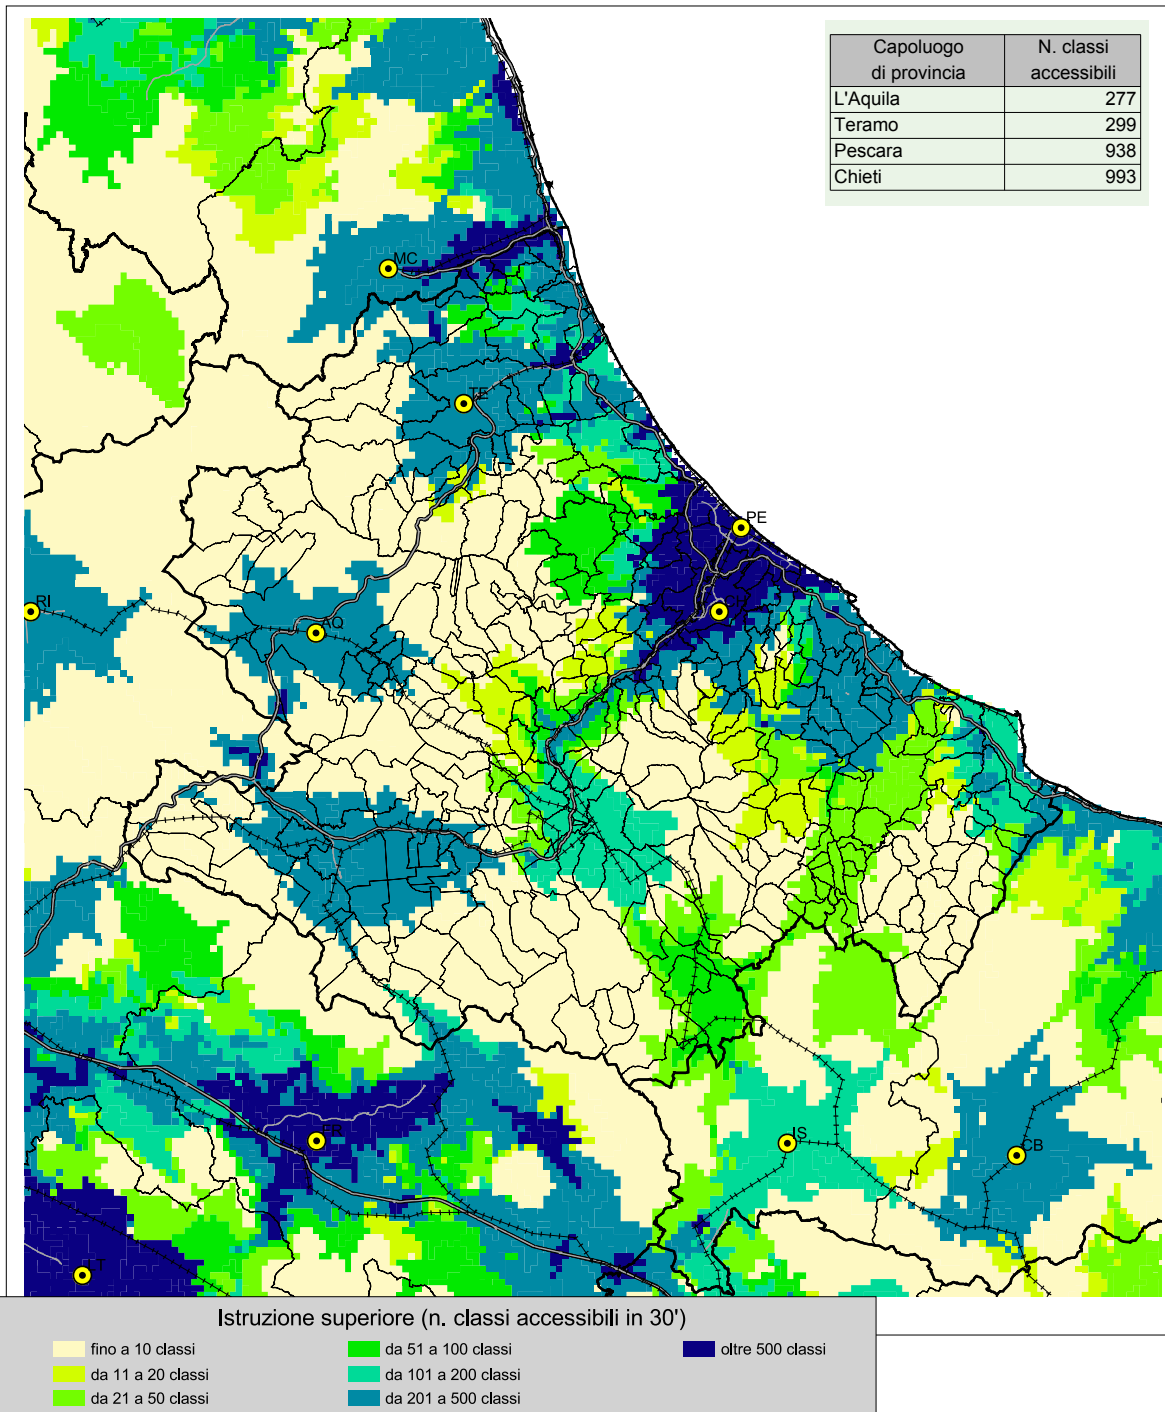 Capoluogo di provincia N. classi accessibili
L'Aquila 277
Teramo 299
Pescara 938
Chieti 993
MC
TE
PE
RI
AQ
FR
IS
CB
LT
Istruzione superiore (n. classi accessibili in 30')
fino a 10 classi
da 11 a 20 classi
da 21 a 50 classi
da 51 a 100 classi
da 101 a 200 classi
da 201 a 500 classi
oltre 500 classi